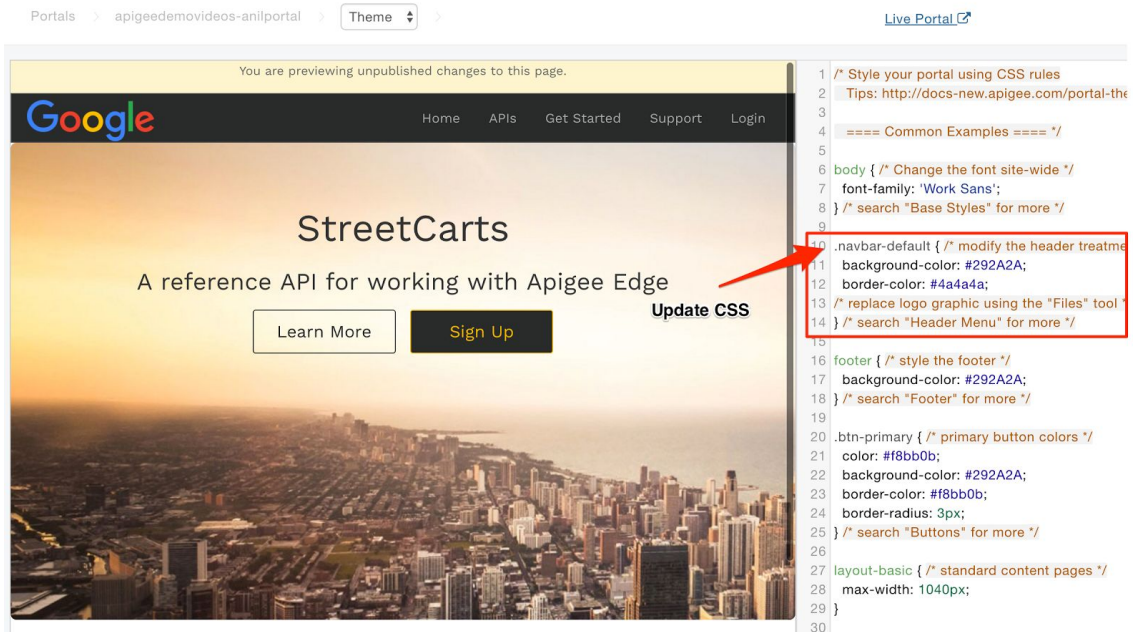 Portals > apigeedemovideos-anilportal > Theme >
Live Portal
You are previewing unpublished changes to this page.
Google
Home APIs Get Started Support Login
StreetCarts
A reference API for working with Apigee Edge
Learn More Sign Up
Update CSS
1 /* Style your portal using CSS rules
2 Tips: http://docs-new.apigee.com/portal-the
3
4 ==== Common Examples ==== */
5
6 body { /* Change the font site-wide */
7 font-family: 'Work Sans';
8 } /* search "Base Styles" for more */
9
10 .navbar-default { /* modify the header treatme
11 background-color: #292A2A;
12 border-color: #4a4a4a;
13 /* replace logo graphic using the "Files" tool *
14 } /* search "Header Menu" for more */
15
16 footer { /* style the footer */
17 background-color: #292A2A;
18 } /* search "Footer" for more */
19
20 .btn-primary { /* primary button colors */
21 color: #f8bb0b;
22 background-color: #292A2A;
23 border-color: #f8bb0b;
24 border-radius: 3px;
25 } /* search "Buttons" for more */
26
27 layout-basic { /* standard content pages */
28 max-width: 1040px;
29 }
30